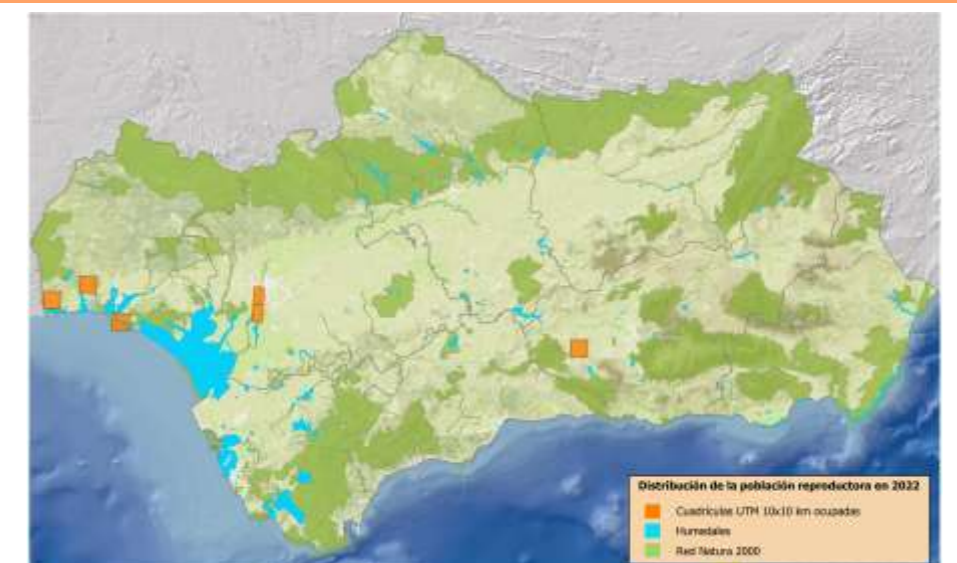 Distribución de la población reproductora en 2022
Cuadrículas UTM 10x10 km ocupadas
Humedales
Red Natura 2000